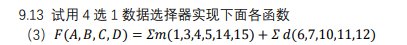 9.13 试用 4 选 1 数据选择器实现下面各函数
(3) F(A,B,C,D) = Σm(1,3,4,5,14,15) + Σ d(6,7,10,11,12)